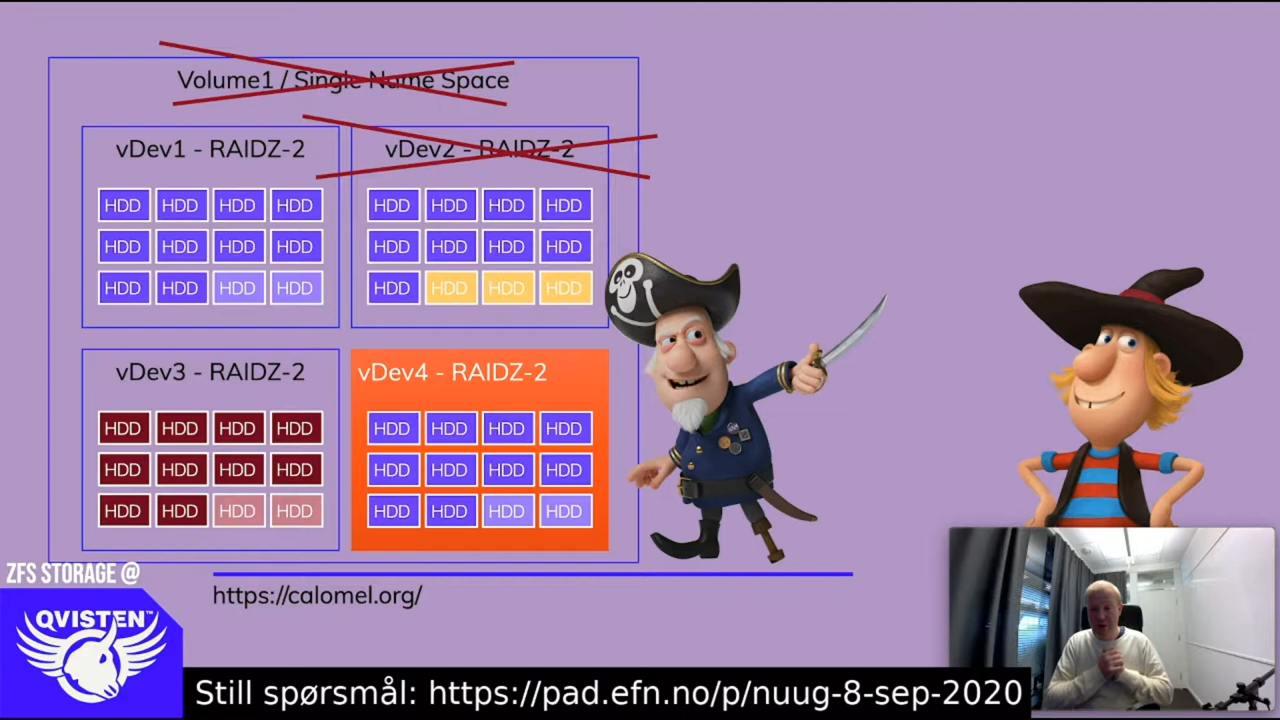 Volume1 / Single Name Space
vDev1 - RAIDZ-2
HDD HDD HDD HDD
HDD HDD HDD HDD
HDD HDD HDD HDD
vDev2 - RAIDZ-2
HDD HDD HDD HDD
HDD HDD HDD HDD
HDD HDD HDD HDD
vDev3 - RAIDZ-2
HDD HDD HDD HDD
HDD HDD HDD HDD
HDD HDD HDD HDD
vDev4 - RAIDZ-2
HDD HDD HDD HDD
HDD HDD HDD HDD
HDD HDD HDD HDD
ZFS STORAGE @
https://calomel.org/
QVISTEN™
Still spørsmål: https://pad.efn.no/p/nuug-8-sep-2020